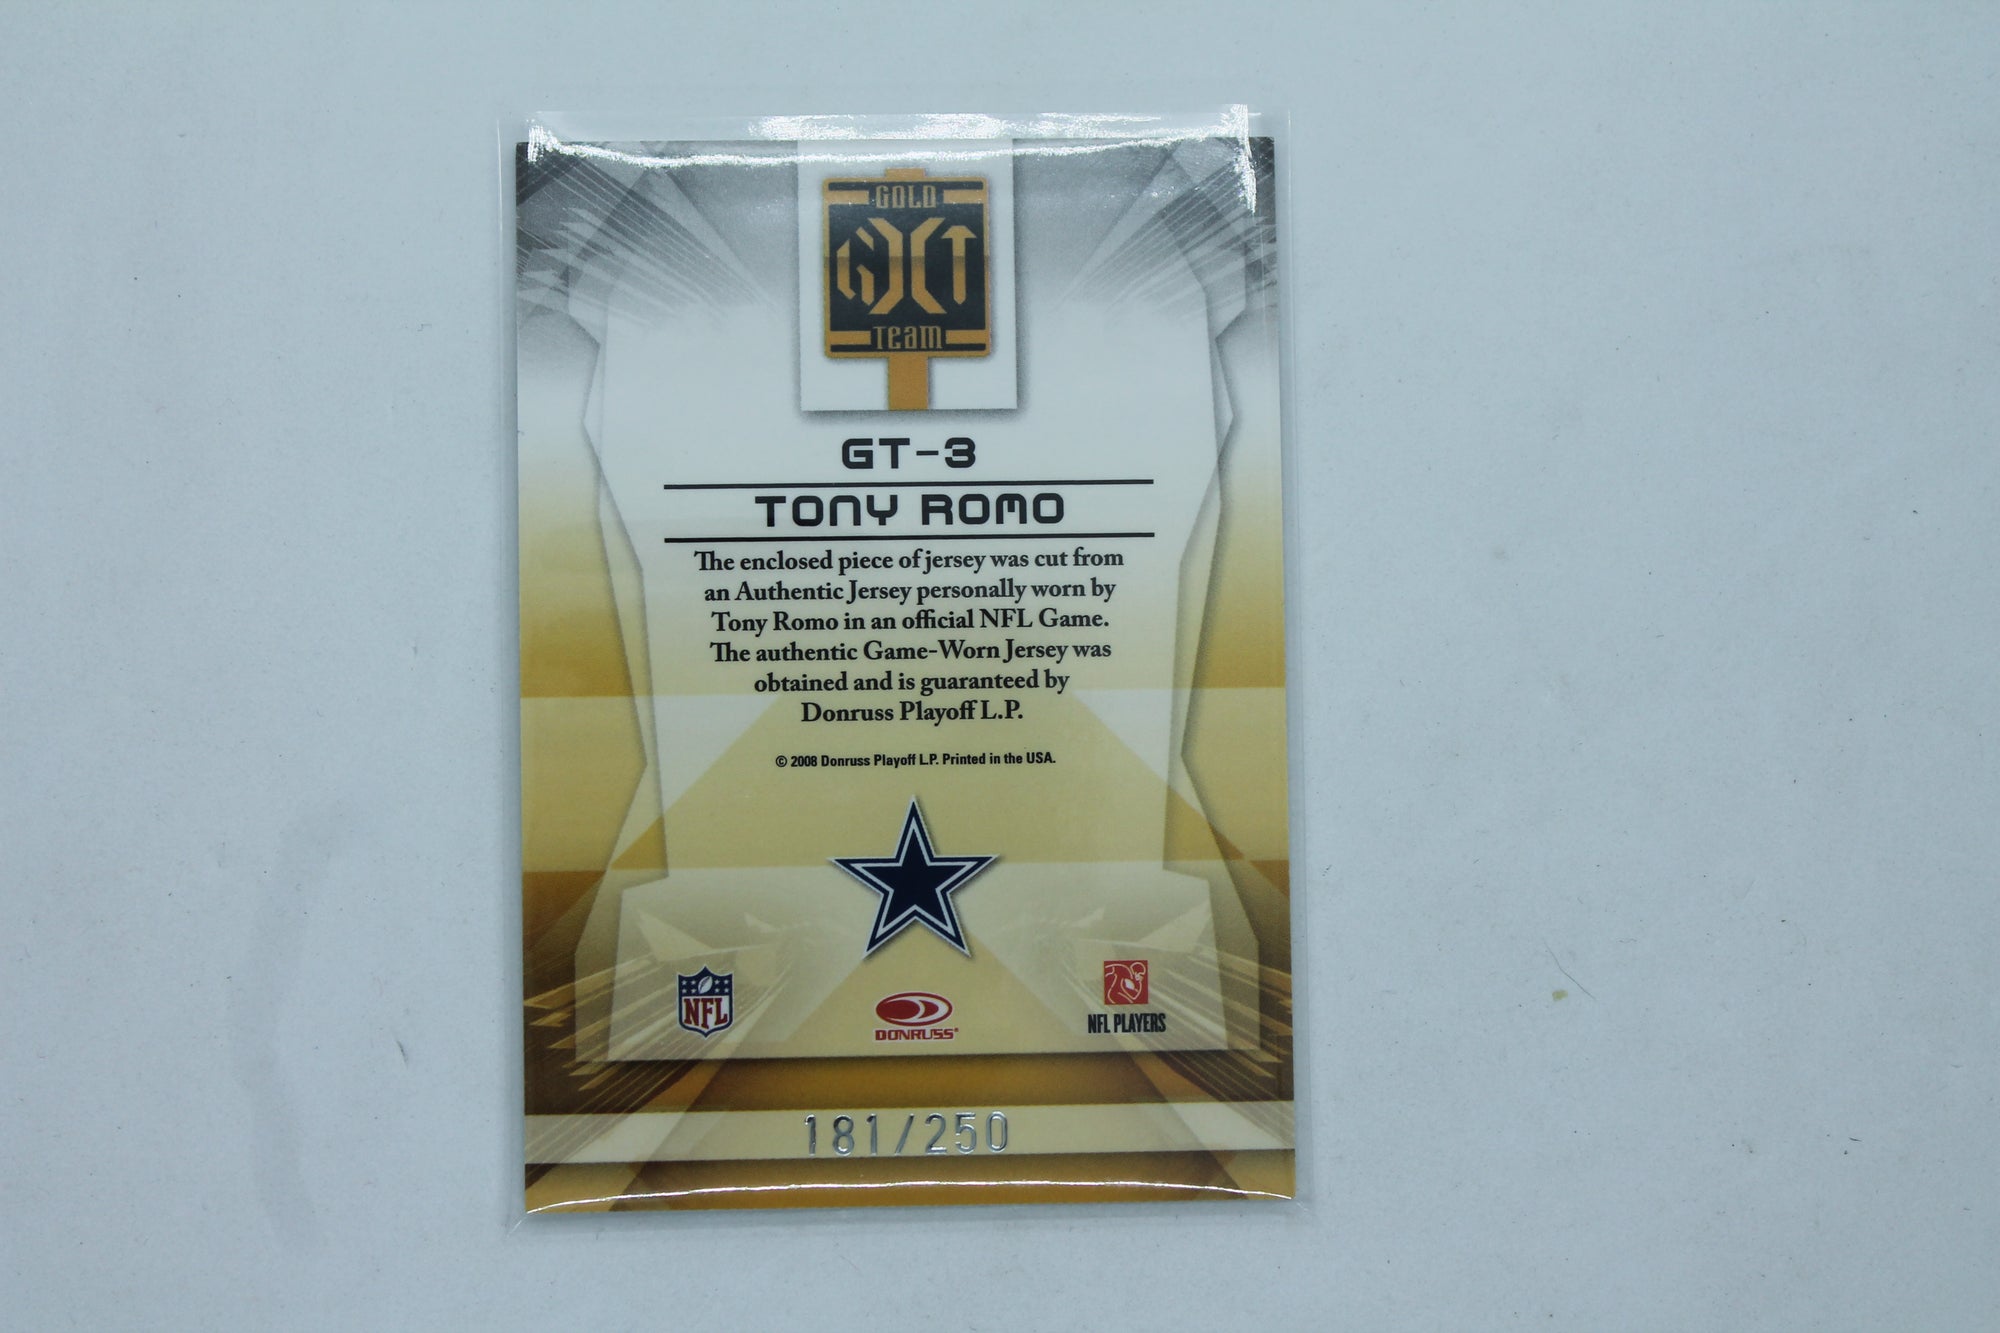 GOLD
GXT
TEAM
GT-3
TONY ROMO
The enclosed piece of jersey was cut from
an Authentic Jersey personally worn by
Tony Romo in an official NFL Game.
The authentic Game-Worn Jersey was
obtained and is guaranteed by
Donruss Playoff L.P.
© 2008 Donruss Playoff L.P. Printed in the USA.
NFL
DONRUSS®
NFL PLAYERS
181/250